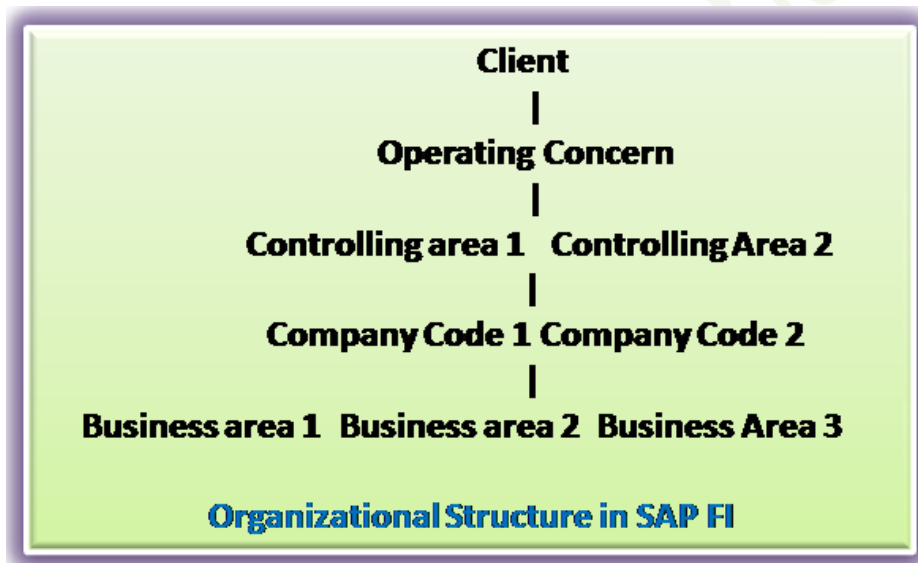 Client
|
Operating Concern
|
Controlling area 1 Controlling Area 2
|
Company Code 1 Company Code 2
|
Business area 1 Business area 2 Business Area 3
Organizational Structure in SAP FI